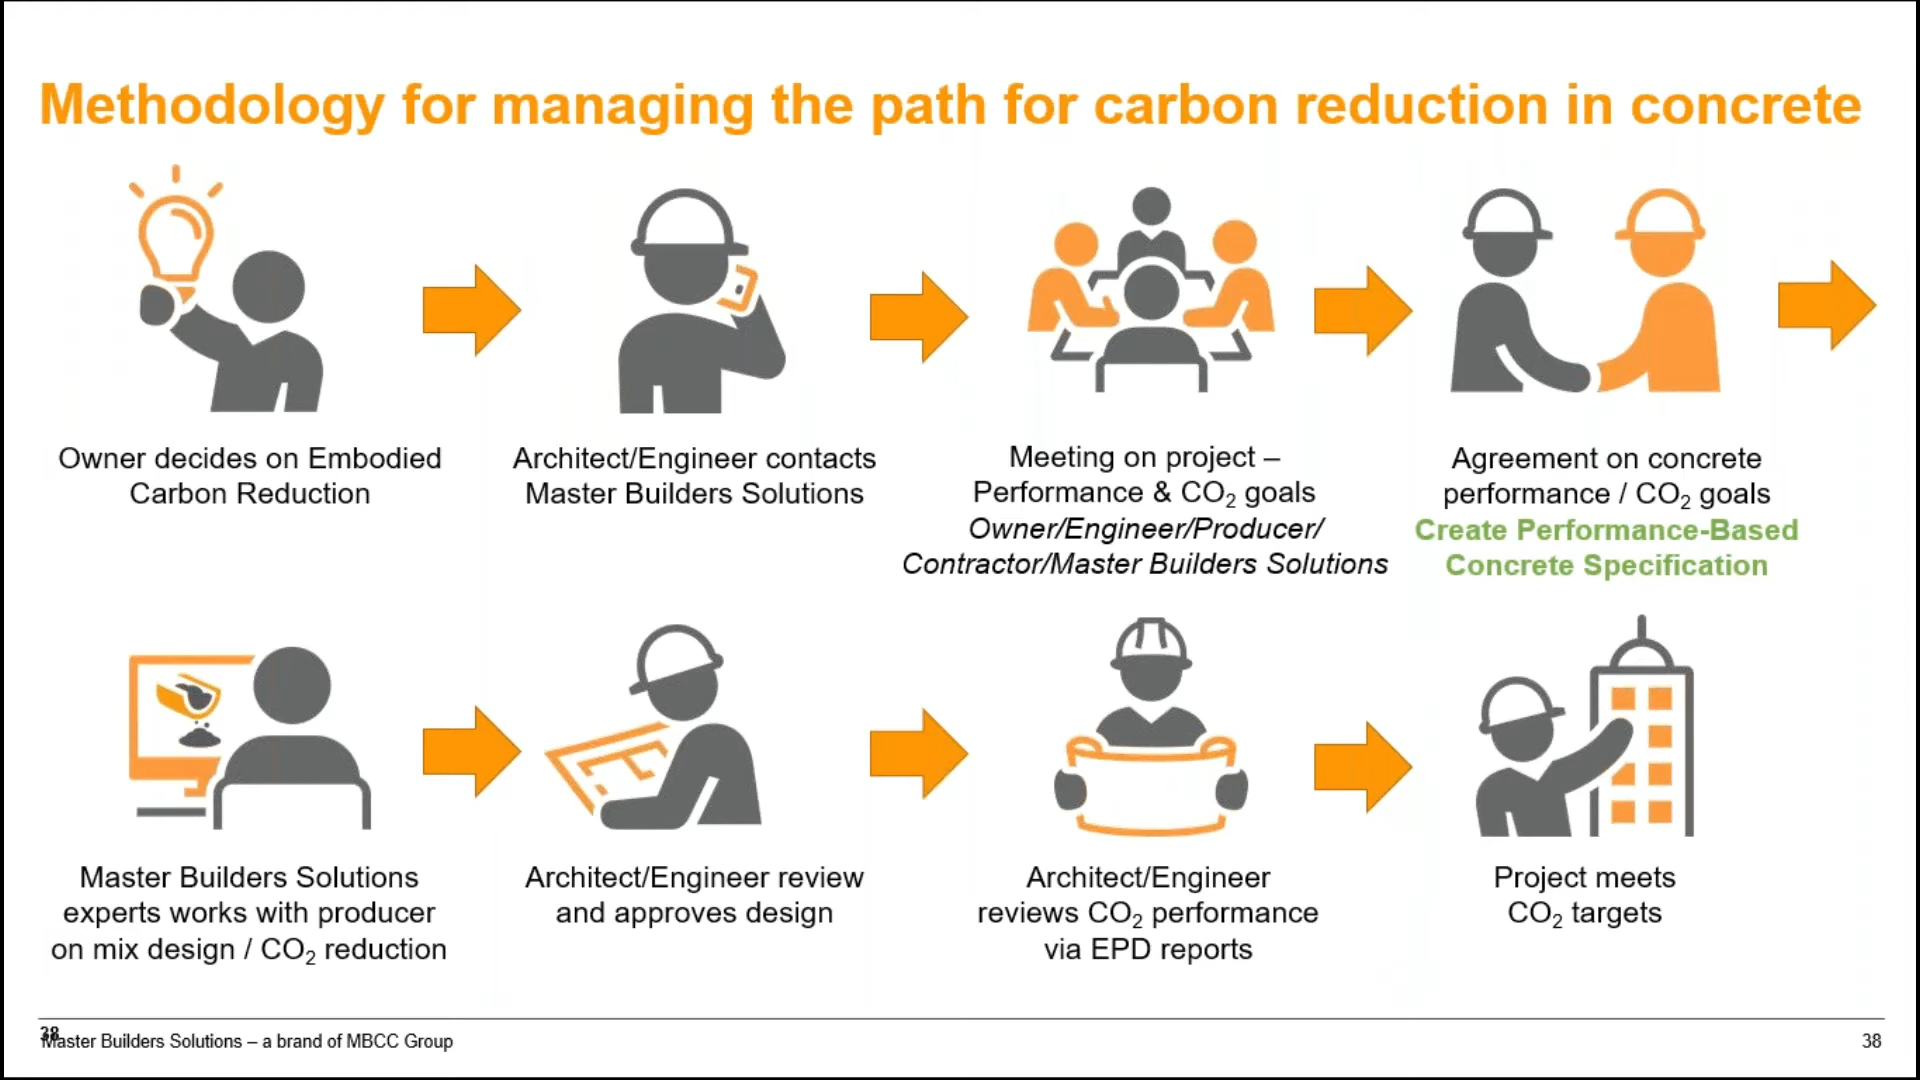 Methodology for managing the path for carbon reduction in concrete
Owner decides on Embodied
Carbon Reduction
Architect/Engineer contacts
Master Builders Solutions
Meeting on project –
Performance & CO₂ goals
Owner/Engineer/Producer/
Contractor/Master Builders Solutions
Agreement on concrete
performance / CO₂ goals
Create Performance-Based
Concrete Specification
Master Builders Solutions
experts works with producer
on mix design / CO₂ reduction
Architect/Engineer review
and approves design
Architect/Engineer
reviews CO₂ performance
via EPD reports
Project meets
CO₂ targets
38
Master Builders Solutions – a brand of MBCC Group
38